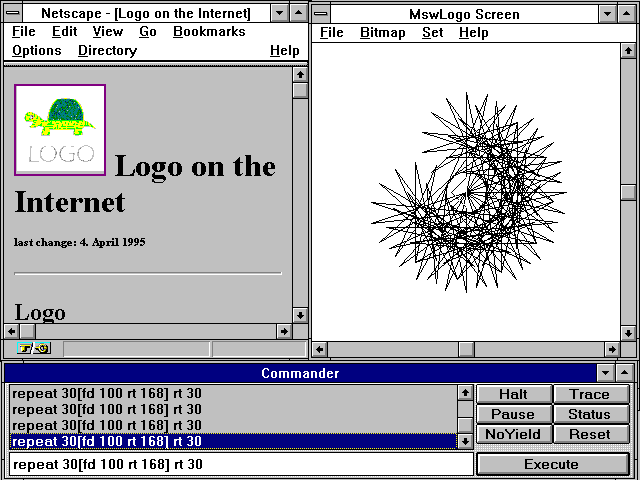 Netscape - [Logo on the Internet]
File Edit View Go Bookmarks
Options Directory Help
LOGO
Logo on the
Internet
last change: 4. April 1995
Logo
MswLogo Screen
File Bitmap Set Help
Commander
repeat 30[fd 100 rt 168] rt 30
repeat 30[fd 100 rt 168] rt 30
repeat 30[fd 100 rt 168] rt 30
repeat 30[fd 100 rt 168] rt 30
repeat 30[fd 100 rt 168] rt 30
Halt Trace
Pause Status
NoYield Reset
Execute